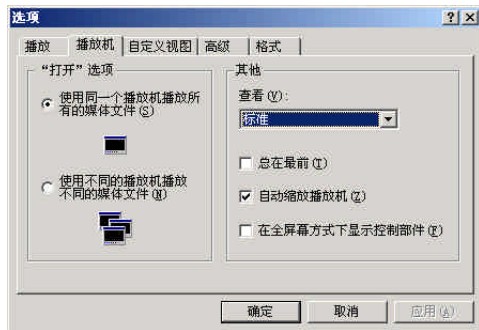 选项
播放 播放机 自定义视图 高级 格式
“打开” 选项
使用同一个播放机播放所
有的媒体文件(S)
使用不同的播放机播放
不同的媒体文件(N)
其他
查看(V):
标准
总在最前(T)
自动缩放播放机(Z)
在全屏幕方式下显示控制部件(F)
确定 取消 应用(A)